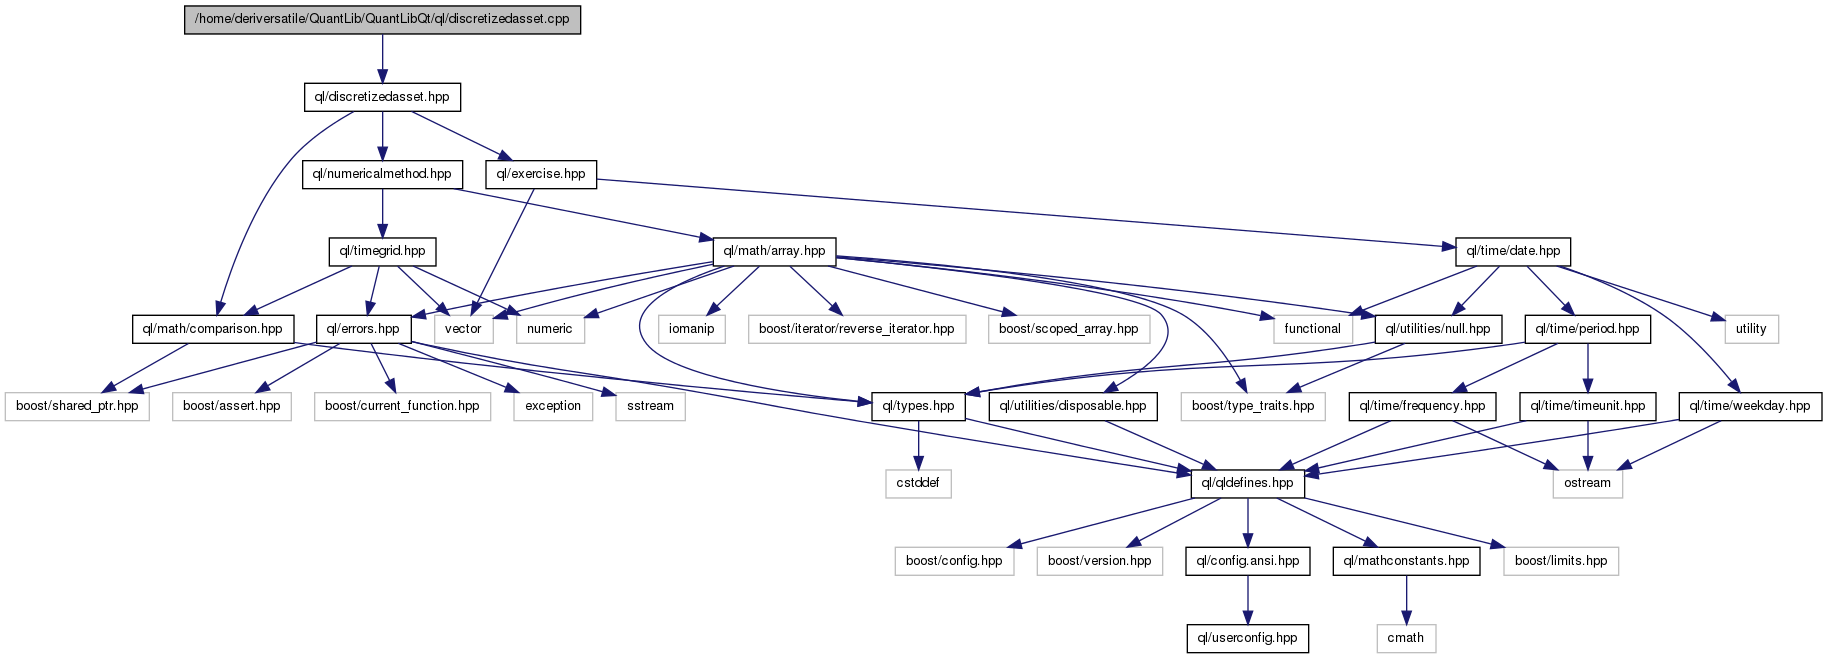 /home/deriversatile/QuantLib/QuantLibQt/ql/discretizedasset.cpp
ql/discretizedasset.hpp
ql/numericalmethod.hpp
ql/exercise.hpp
ql/timegrid.hpp
ql/math/array.hpp
ql/time/date.hpp
ql/math/comparison.hpp
ql/errors.hpp
vector
numeric
iomanip
boost/iterator/reverse_iterator.hpp
boost/scoped_array.hpp
functional
ql/utilities/null.hpp
ql/time/period.hpp
utility
boost/shared_ptr.hpp
boost/assert.hpp
boost/current_function.hpp
exception
sstream
ql/types.hpp
ql/utilities/disposable.hpp
boost/type_traits.hpp
ql/time/frequency.hpp
ql/time/timeunit.hpp
ql/time/weekday.hpp
cstddef
ql/qldefines.hpp
ostream
boost/config.hpp
boost/version.hpp
ql/config.ansi.hpp
ql/mathconstants.hpp
boost/limits.hpp
ql/userconfig.hpp
cmath